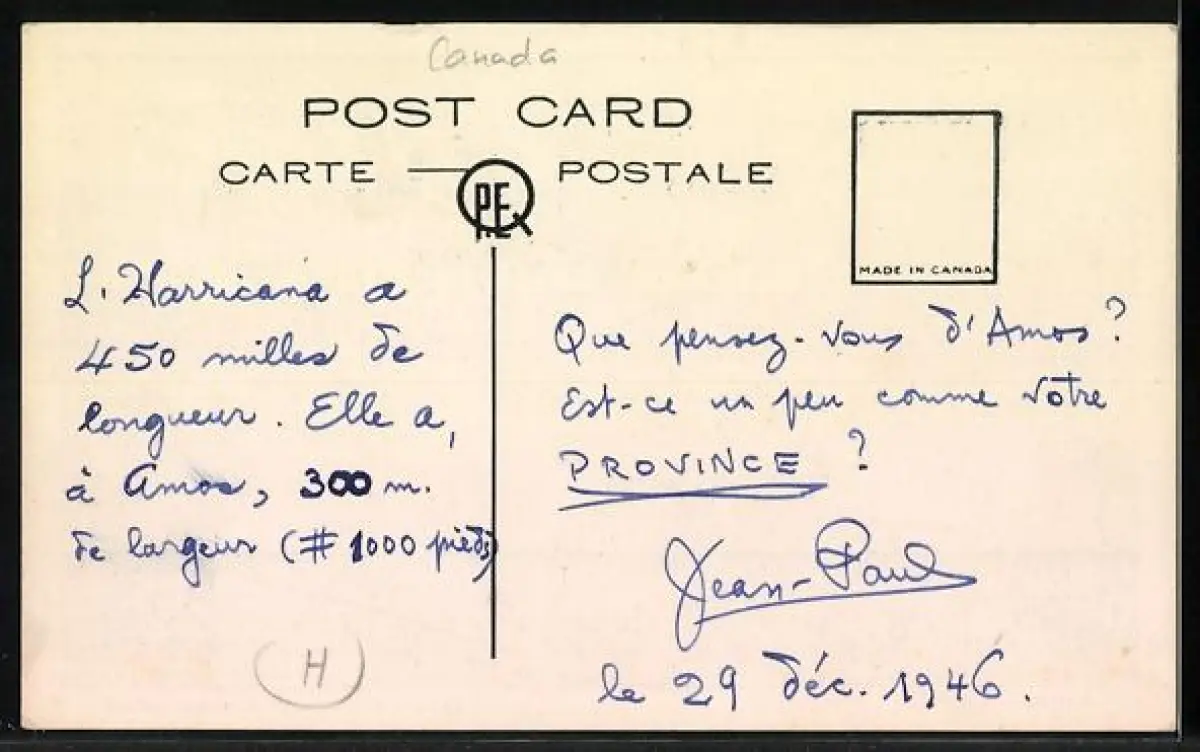 Canada
POST CARD
CARTE POSTALE
P.E.Q
MADE IN CANADA
L'Harricana a
450 milles de
longueur. Elle a,
à Amos, 300 m.
de largeur (# 1000 pieds)
H
Que pensez-vous d'Amos?
Est-ce un peu comme votre
PROVINCE ?
Jean-Paul
le 29 déc. 1946.